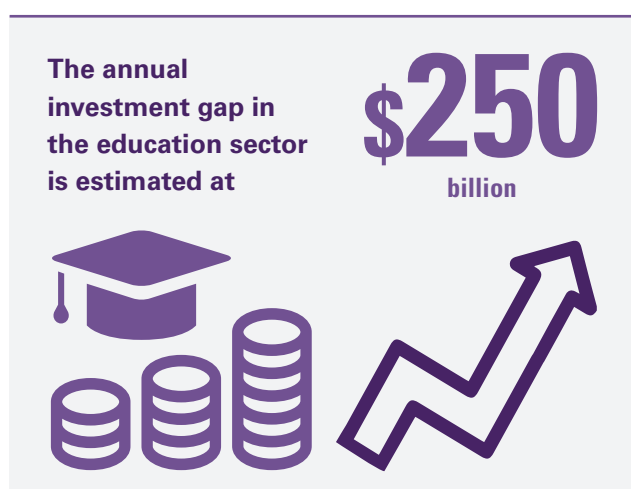 The annual
investment gap in
the education sector
is estimated at
$250
billion